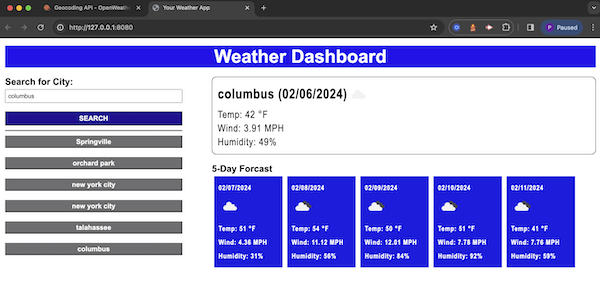 Geocoding API - OpenWeathe
Your Weather App
http://127.0.0.1:8080
P Paused
Weather Dashboard
Search for City:
columbus
SEARCH
Springville
orchard park
new york city
new york city
talahassee
columbus
columbus (02/06/2024)
Temp: 42 °F
Wind: 3.91 MPH
Humidity: 49%
5-Day Forcast
02/07/2024
Temp: 51 °F
Wind: 4.36 MPH
Humidity: 31%
02/08/2024
Temp: 54 °F
Wind: 11.12 MPH
Humidity: 56%
02/09/2024
Temp: 50 °F
Wind: 12.01 MPH
Humidity: 84%
02/10/2024
Temp: 51 °F
Wind: 7.78 MPH
Humidity: 92%
02/11/2024
Temp: 41 °F
Wind: 7.76 MPH
Humidity: 59%